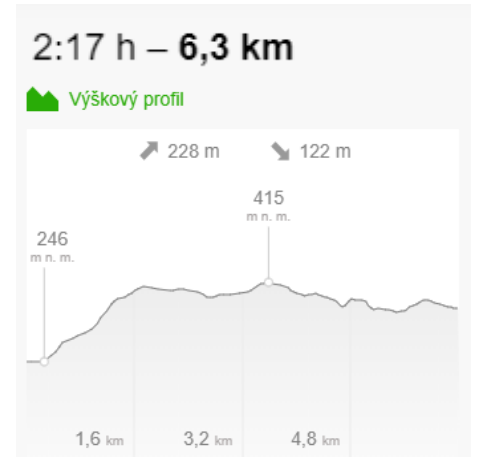 2:17 h – 6,3 km
Výškový profil
228 m 122 m
415
m n. m.
246
m n. m.
1,6 km 3,2 km 4,8 km